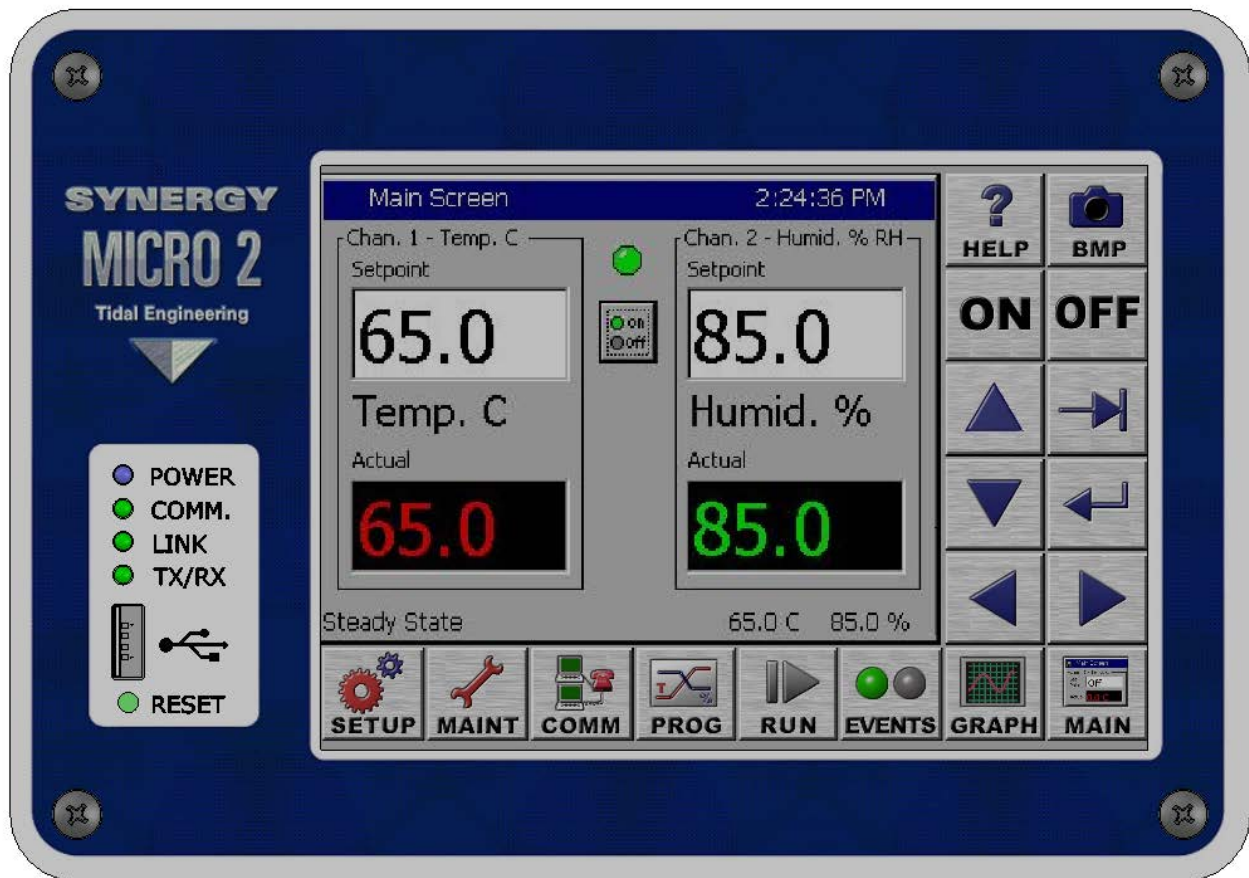 SYNERGY
MICRO 2
Tidal Engineering
POWER
COMM.
LINK
TX/RX
RESET
Main Screen 2:24:36 PM
Chan. 1 - Temp. C
Setpoint
65.0
Temp. C
Actual
65.0
on
off
Chan. 2 - Humid. % RH
Setpoint
85.0
Humid. %
Actual
85.0
Steady State 65.0 C 85.0 %
? HELP
BMP
ON
OFF
SETUP
MAINT
COMM
T
PROG
RUN
EVENTS
GRAPH
Main Screen
Off
MAIN